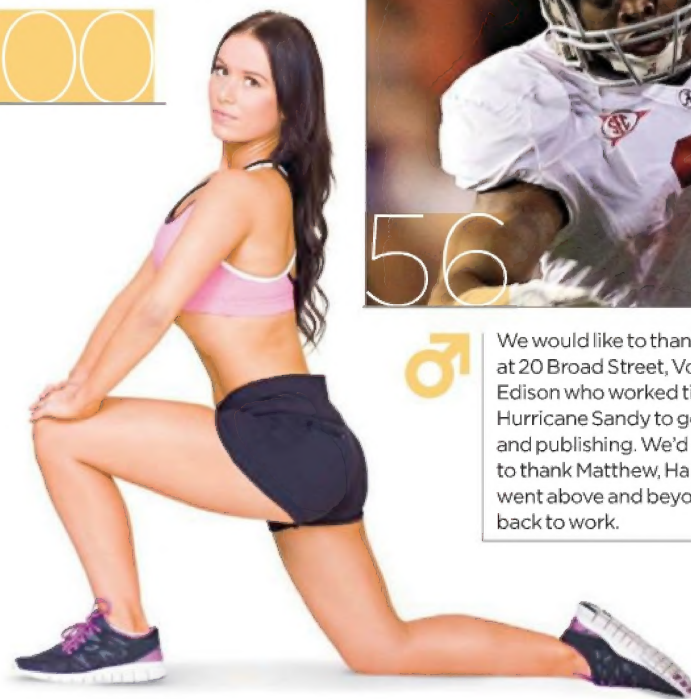 00
56
SEC
We would like to than
at 20 Broad Street, Vo
Edison who worked ti
Hurricane Sandy to ge
and publishing. We'd
to thank Matthew, Ha
went above and beyo
back to work.